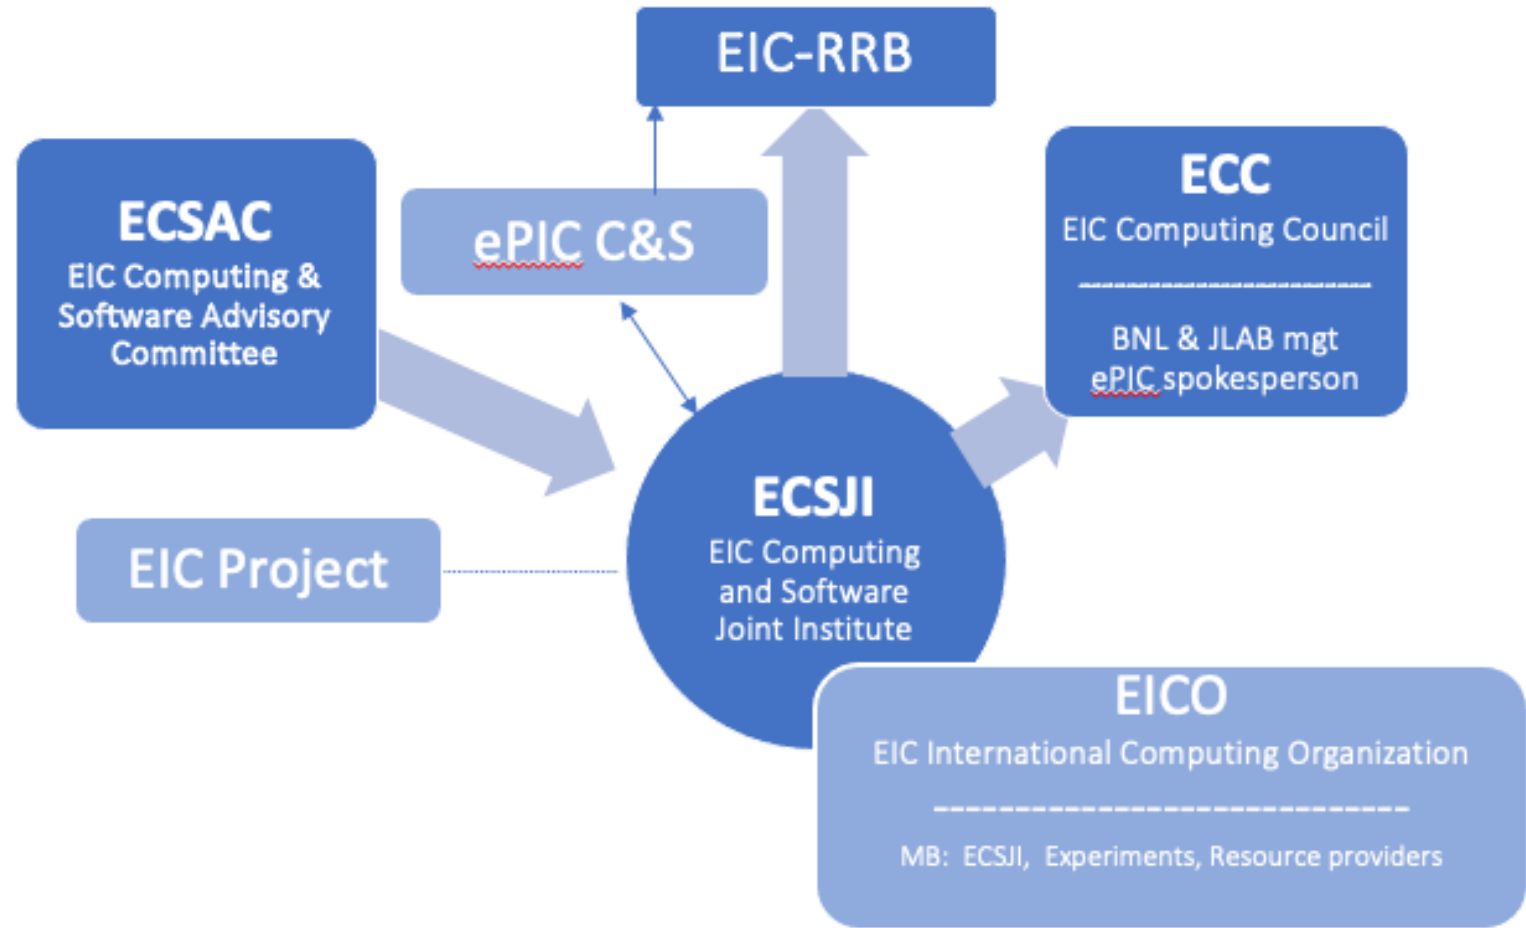 EIC-RRB
ECSAC
EIC Computing &
Software Advisory
Committee
ePIC C&S
ECC
EIC Computing Council
BNL & JLAB mgt
ePIC spokesperson
EIC Project
ECSJI
EIC Computing
and Software
Joint Institute
EICO
EIC International Computing Organization
MB: ECSJI, Experiments, Resource providers